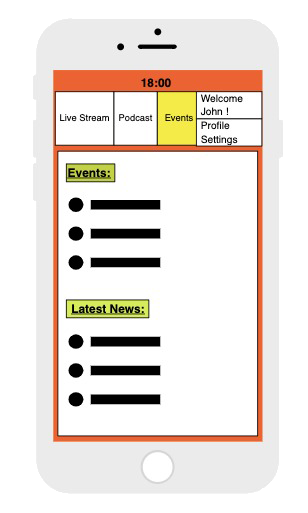 18:00
Live Stream
Podcast
Events
Welcome
John !
Profile
Settings
Events:
Latest News: